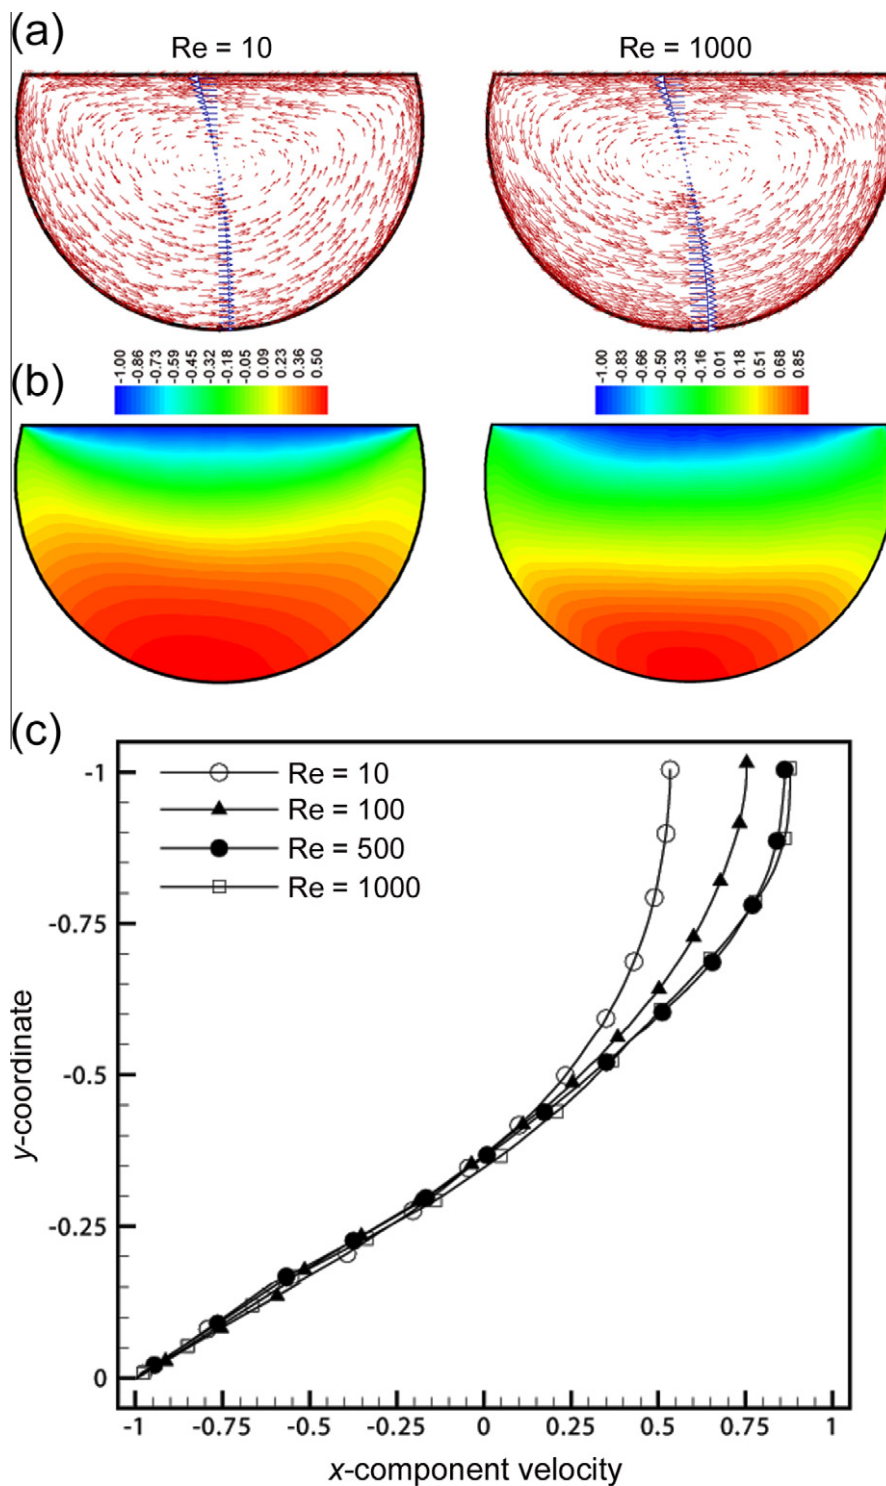 (a)
Re = 10
Re = 1000
(b)
-1.00 -0.86 -0.73 -0.59 -0.45 -0.32 -0.18 -0.05 0.09 0.23 0.36 0.50
-1.00 -0.83 -0.66 -0.50 -0.33 -0.16 0.01 0.18 0.51 0.68 0.85
(c)
Re = 10
Re = 100
Re = 500
Re = 1000
-1
-0.75
-0.5
-0.25
0
y-coordinate
-1 -0.75 -0.5 -0.25 0 0.25 0.5 0.75 1
x-component velocity